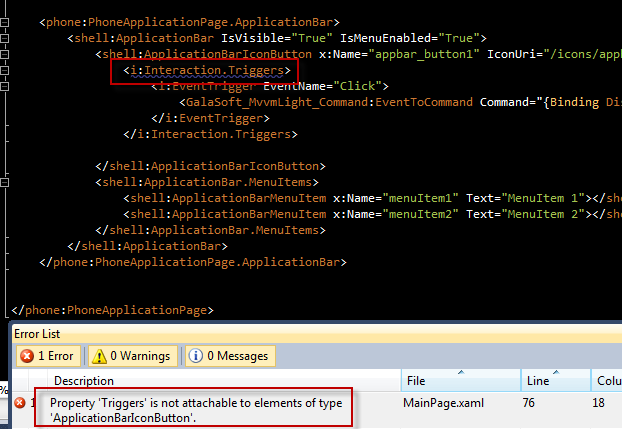 <phone:PhoneApplicationPage.ApplicationBar>
<shell:ApplicationBar IsVisible="True" IsMenuEnabled="True">
<shell:ApplicationBarIconButton x:Name="appbar_button1" IconUri="/icons/app
<i:Interaction.Triggers>
<i:EventTrigger EventName="Click">
<GalaSoft_MvvmLight_Command:EventToCommand Command="{Binding Dis
</i:EventTrigger>
</i:Interaction.Triggers>
</shell:ApplicationBarIconButton>
<shell:ApplicationBar.MenuItems>
<shell:ApplicationBarMenuItem x:Name="menuItem1" Text="MenuItem 1"></she
<shell:ApplicationBarMenuItem x:Name="menuItem2" Text="MenuItem 2"></she
</shell:ApplicationBar.MenuItems>
</shell:ApplicationBar>
</phone:PhoneApplicationPage.ApplicationBar>
</phone:PhoneApplicationPage>
Error List
1 Error 0 Warnings 0 Messages
Description File Line Colu
%
1 Property 'Triggers' is not attachable to elements of type 'ApplicationBarIconButton'. MainPage.xaml 76 18